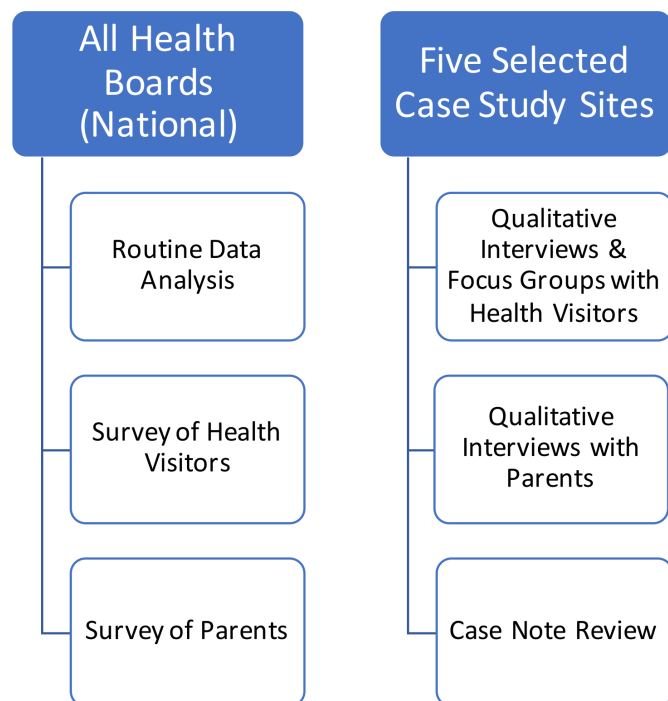 All Health
Boards
(National)
Routine Data
Analysis
Survey of Health
Visitors
Survey of Parents
Five Selected
Case Study Sites
Qualitative
Interviews &
Focus Groups with
Health Visitors
Qualitative
Interviews with
Parents
Case Note Review